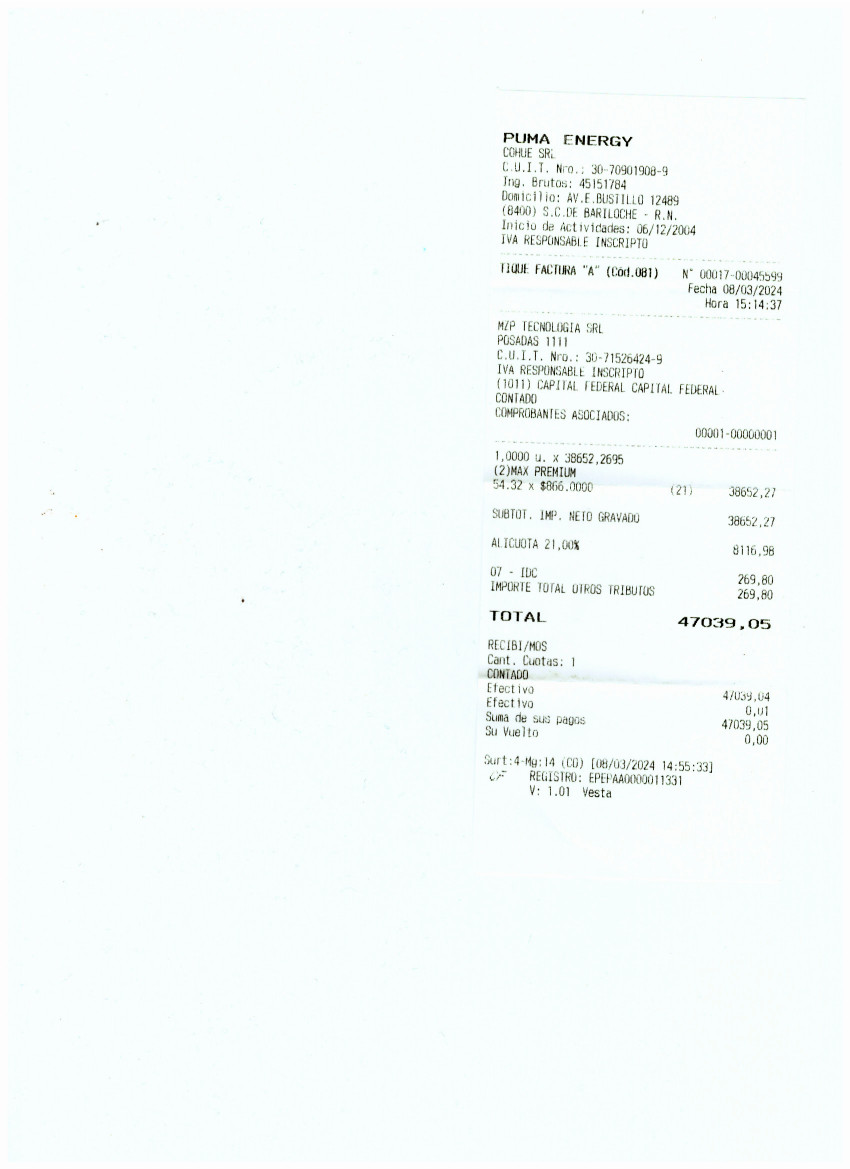 PUMA ENERGY
COHUE SRL
C.U.I.T. Nro.: 30-70901908-9
Ing. Brutos: 45151784
Domicilio: AV.E.BUSTILLO 12489
(8400) S.C.DE BARILOCHE - R.N.
Inicio de Actividades: 06/12/2004
IVA RESPONSABLE INSCRIPTO
TIQUE FACTURA "A" (Cod.081) N° 00017-00045599
Fecha 08/03/2024
Hora 15:14:37
MZP TECNOLOGIA SRL
POSADAS 1111
C.U.I.T. Nro.: 30-71526424-9
IVA RESPONSABLE INSCRIPTO
(1011) CAPITAL FEDERAL CAPITAL FEDERAL-
CONTADO
COMPROBANTES ASOCIADOS:
00001-00000001
1,0000 u. x 38652,2695
(2)MAX PREMIUM
54.32 x $866.0000 (21) 38652,27
SUBTOT. IMP. NETO GRAVADO 38652,27
ALICUOTA 21,00% 8116,98
07 - IDC 269,80
IMPORTE TOTAL OTROS TRIBUTOS 269,80
TOTAL 47039,05
RECIBI/MOS
Cant. Cuotas: 1
CONTADO
Efectivo 47039,04
Efectivo 0,01
Suma de sus pagos 47039,05
Su Vuelto 0,00
Surt:4-Mg:14 (CO) [08/03/2024 14:55:33]
CF REGISTRO: EPEPAA0000011331
V: 1.01 Vesta